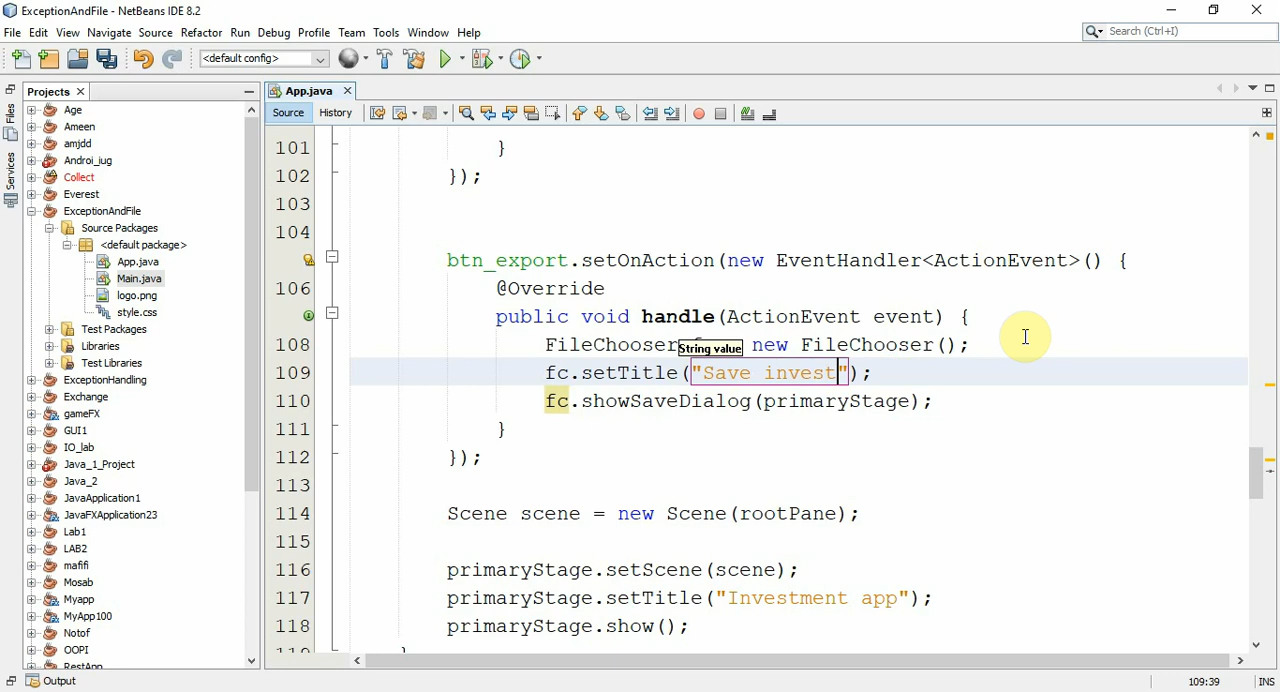 ExceptionAndFile - NetBeans IDE 8.2
File Edit View Navigate Source Refactor Run Debug Profile Team Tools Window Help
Search (Ctrl+I)
<default config>
Projects
App.java
Source History
Files
Services
Age
Ameen
amjdd
Androi_iug
Collect
Everest
ExceptionAndFile
Source Packages
<default package>
App.java
Main.java
logo.png
style.css
Test Packages
Libraries
Test Libraries
ExceptionHandling
Exchange
gameFX
GUI1
IO_lab
Java_1_Project
Java_2
JavaApplication1
JavaFXApplication23
Lab1
LAB2
mafifi
Mosab
Myapp
MyApp100
Notof
OOPI
RestApp
101 }
102 });
103
104
btn_export.setOnAction(new EventHandler<ActionEvent>() {
106 @Override
public void handle(ActionEvent event) {
108 FileChooser new FileChooser();
String value
109 fc.setTitle("Save invest");
110 fc.showSaveDialog(primaryStage);
111 }
112 });
113
114 Scene scene = new Scene(rootPane);
115
116 primaryStage.setScene(scene);
117 primaryStage.setTitle("Investment app");
118 primaryStage.show();
Output
109:39 INS